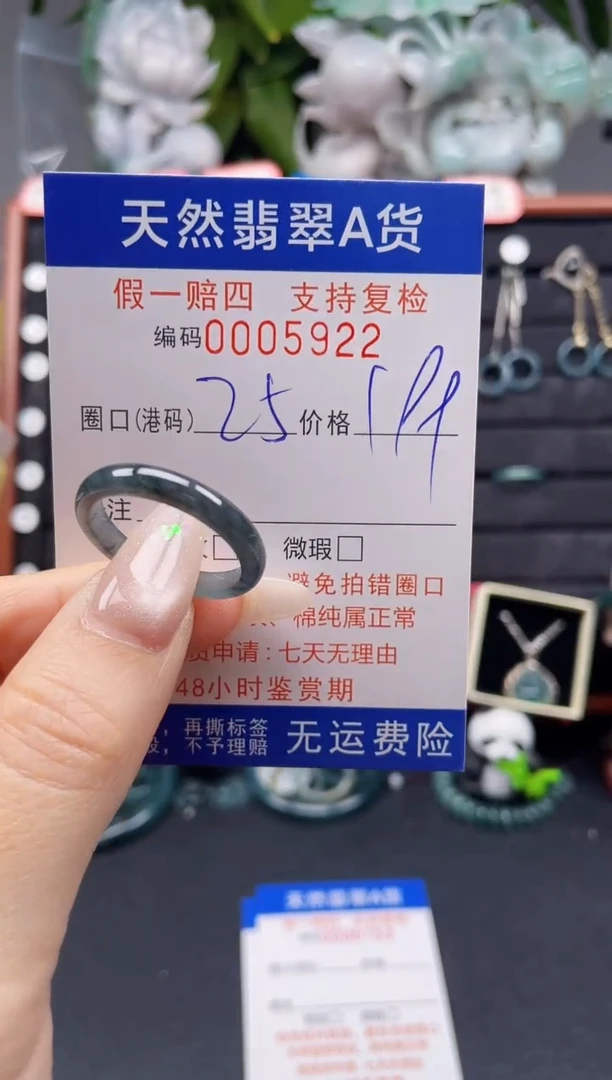 天然翡翠A货
假一赔四 支持复检
编码0005922
圈口(港码) 25 价格
注
微瑕
避免拍错圈口
棉纯属正常
申请:七天无理由
48小时鉴赏期
再撕标签
不予理赔 无运费险